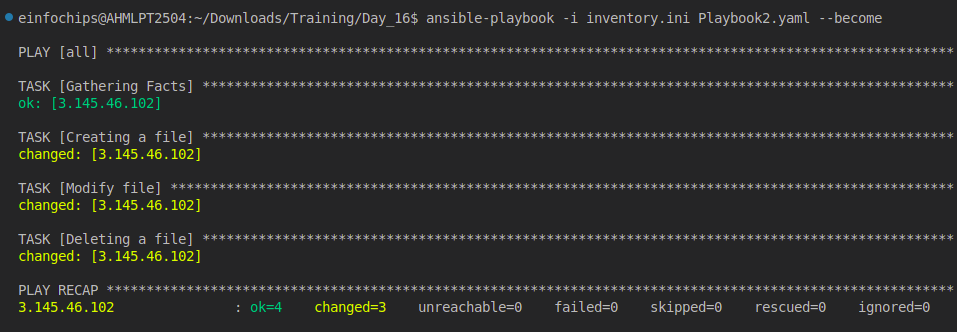 einfochips@AHMLPT2504:~/Downloads/Training/Day_16$ ansible-playbook -i inventory.ini Playbook2.yaml --become
PLAY [all] *********************************************************************************************************
TASK [Gathering Facts] *********************************************************************************************
ok: [3.145.46.102]
TASK [Creating a file] *********************************************************************************************
changed: [3.145.46.102]
TASK [Modify file] *************************************************************************************************
changed: [3.145.46.102]
TASK [Deleting a file] *********************************************************************************************
changed: [3.145.46.102]
PLAY RECAP *********************************************************************************************************
3.145.46.102               : ok=4    changed=3    unreachable=0    failed=0    skipped=0    rescued=0    ignored=0